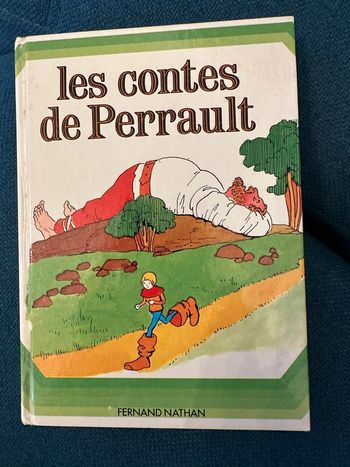 les contes
de Perrault
FERNAND NATHAN